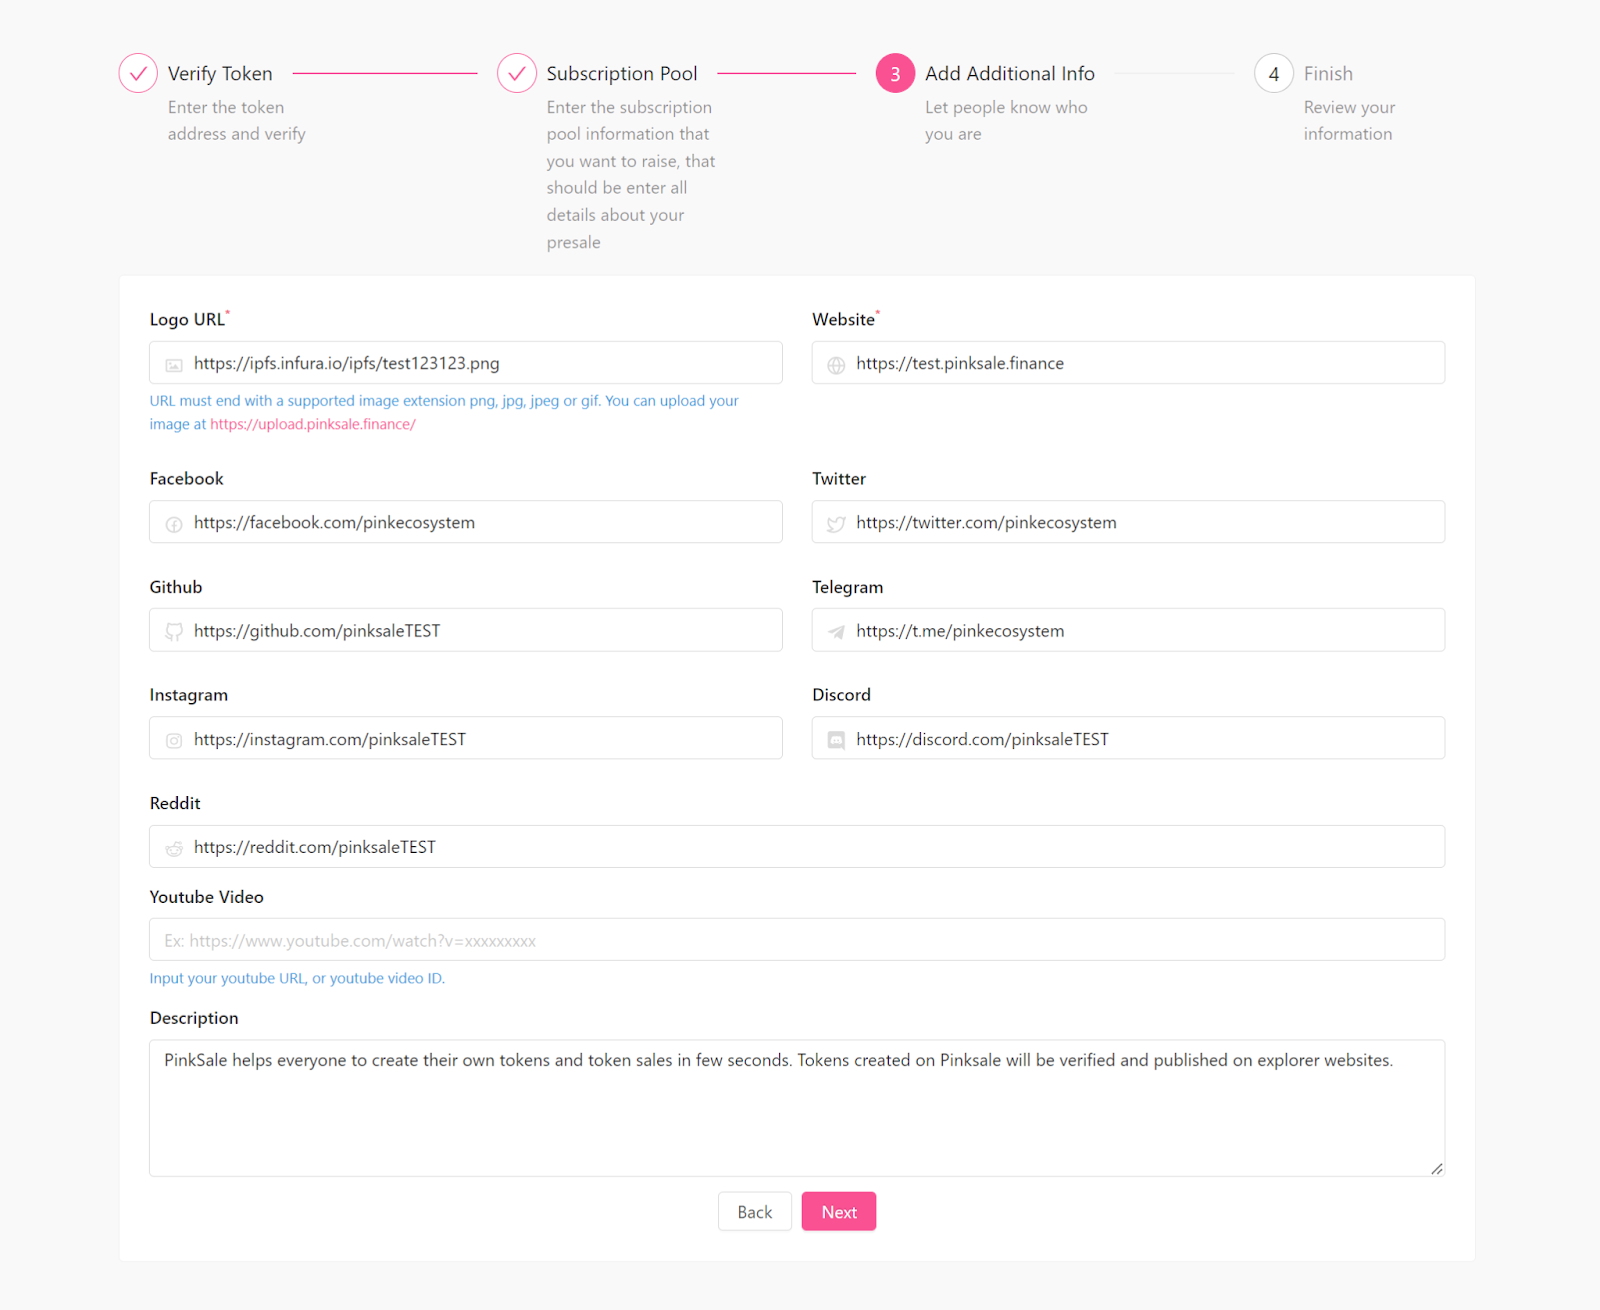 Verify Token
Enter the token
address and verify
Subscription Pool
Enter the subscription
pool information that
you want to raise, that
should be enter all
details about your
presale
3
Add Additional Info
Let people know who
you are
4
Finish
Review your
information
Logo URL*
https://ipfs.infura.io/ipfs/test123123.png
URL must end with a supported image extension png, jpg, jpeg or gif. You can upload your
image at https://upload.pinksale.finance/
Website*
https://test.pinksale.finance
Facebook
https://facebook.com/pinkecosystem
Twitter
https://twitter.com/pinkecosystem
Github
https://github.com/pinksaleTEST
Telegram
https://t.me/pinkecosystem
Instagram
https://instagram.com/pinksaleTEST
Discord
https://discord.com/pinksaleTEST
Reddit
https://reddit.com/pinksaleTEST
Youtube Video
Ex: https://www.youtube.com/watch?v=xxxxxxxxx
Input your youtube URL, or youtube video ID.
Description
PinkSale helps everyone to create their own tokens and token sales in few seconds. Tokens created on Pinksale will be verified and published on explorer websites.
Back
Next